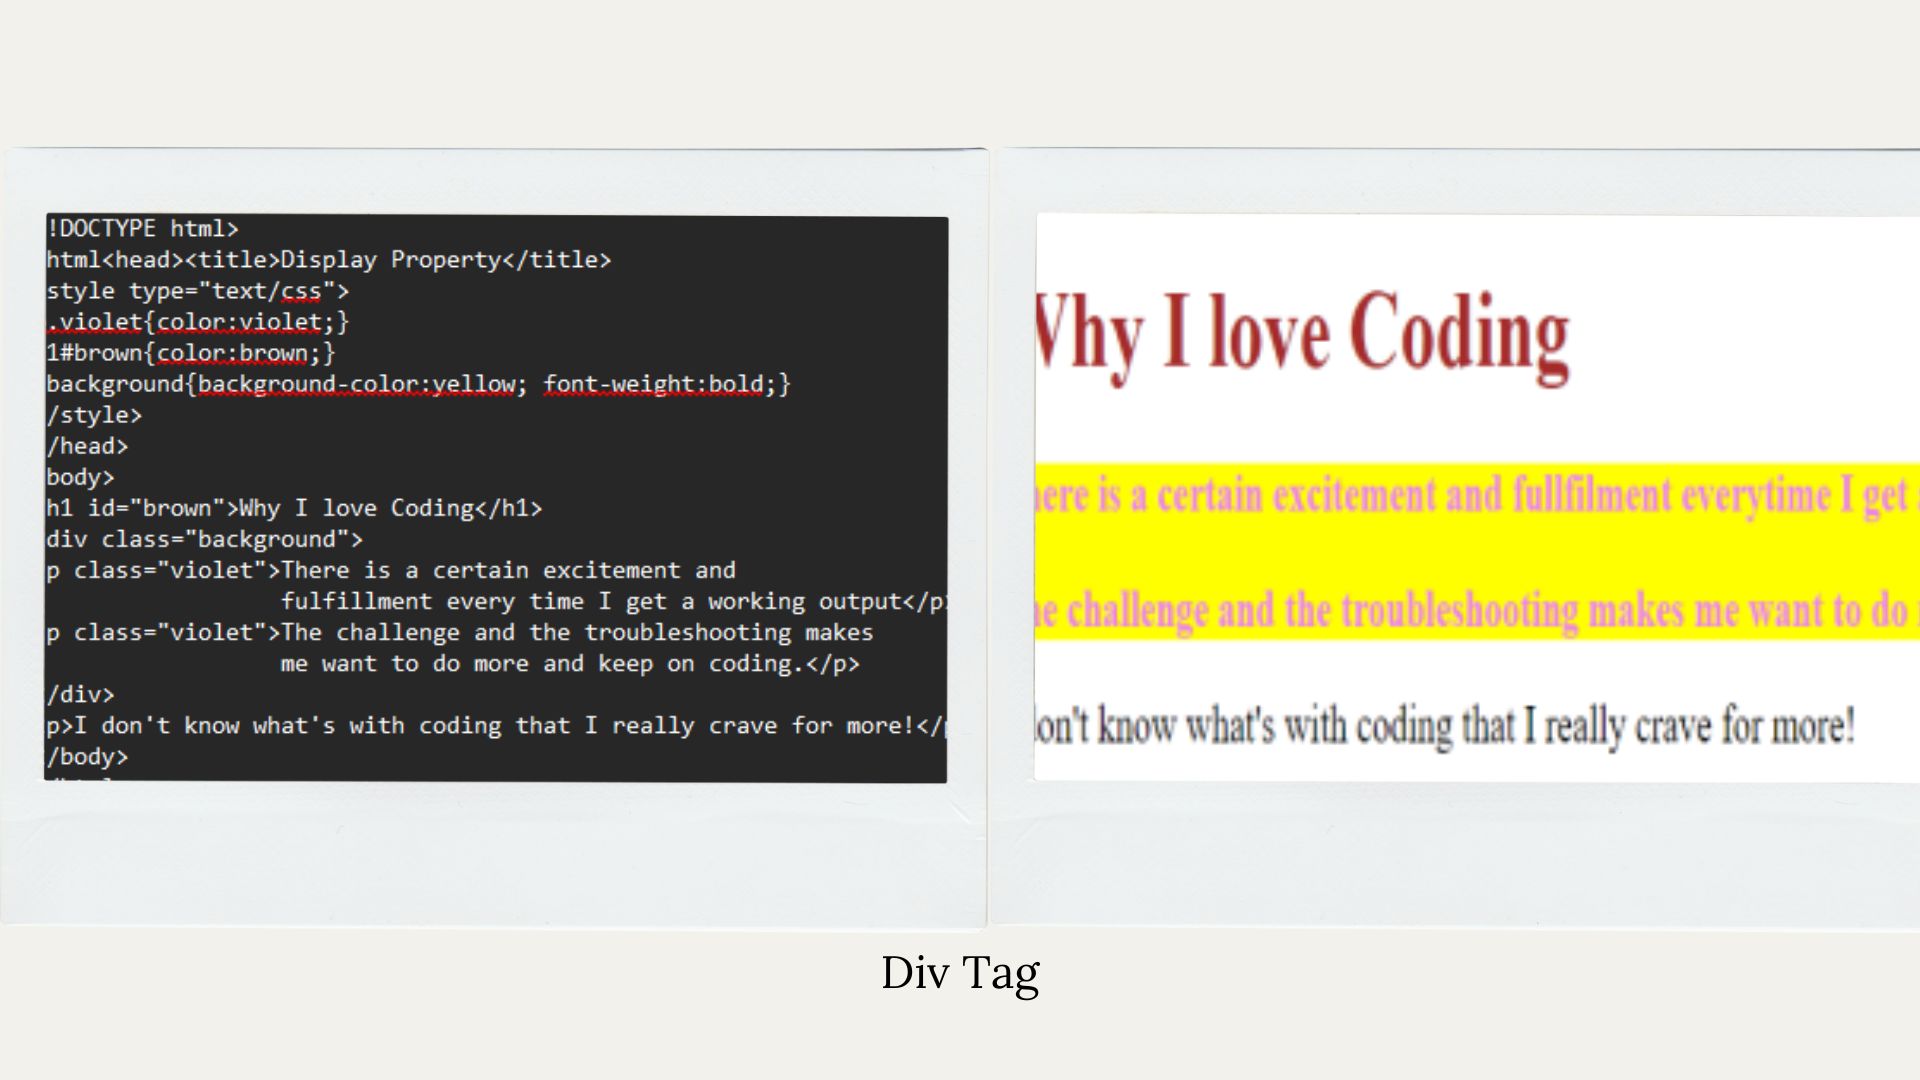 !DOCTYPE html>
html<head><title>Display Property</title>
style type="text/css">
.violet{color:violet;}
1#brown{color:brown;}
background{background-color:yellow; font-weight:bold;}
/style>
/head>
body>
h1 id="brown">Why I love Coding</h1>
div class="background">
p class="violet">There is a certain excitement and
fulfillment every time I get a working output</p>
p class="violet">The challenge and the troubleshooting makes
me want to do more and keep on coding.</p>
/div>
p>I don't know what's with coding that I really crave for more!</p
/body>
Why I love Coding
here is a certain excitement and fullfilment everytime I get
he challenge and the troubleshooting makes me want to do
don't know what's with coding that I really crave for more!
Div Tag